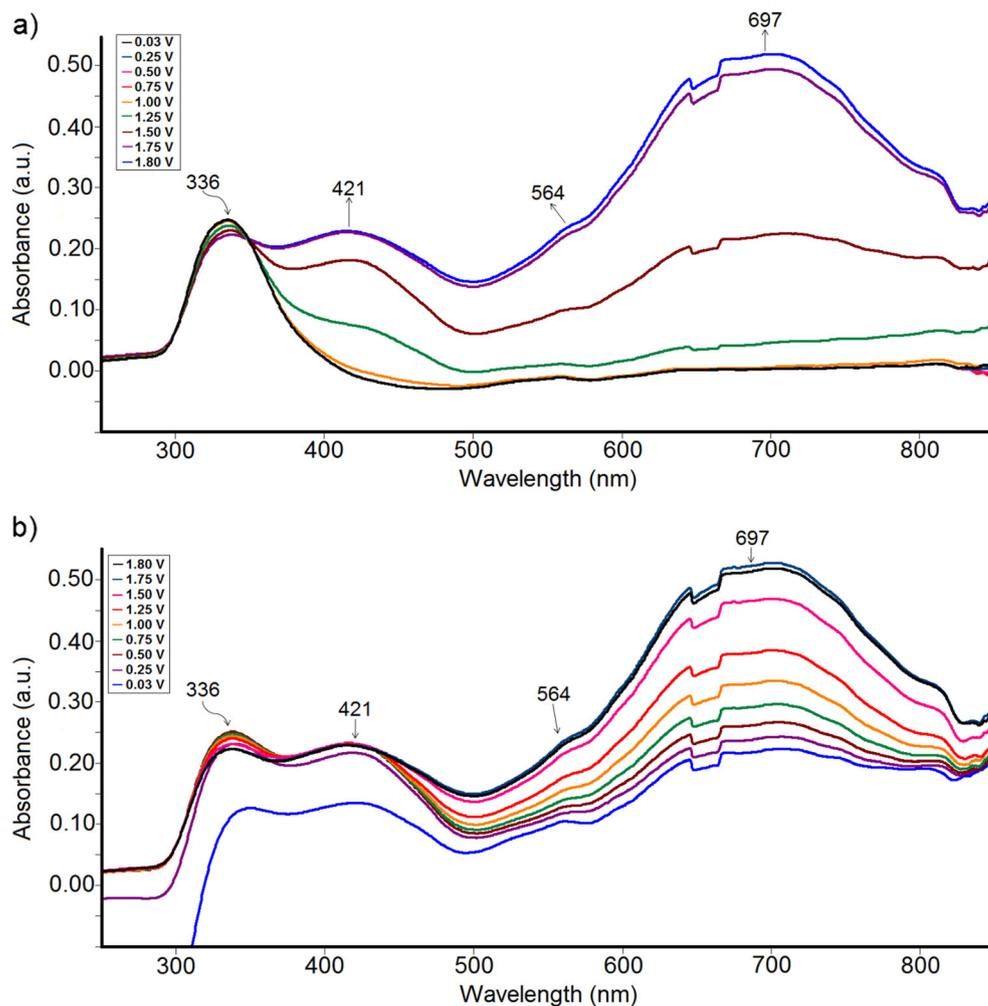 a)
697
0.03 V
0.25 V
0.50 V
0.75 V
1.00 V
1.25 V
1.50 V
1.75 V
1.80 V
0.50
0.40
0.30
0.20
0.10
0.00
336
421
564
Absorbance (a.u.)
300 400 500 600 700 800
Wavelength (nm)
b)
697
1.80 V
1.75 V
1.50 V
1.25 V
1.00 V
0.75 V
0.50 V
0.25 V
0.03 V
0.50
0.40
0.30
0.20
0.10
0.00
336
421
564
Absorbance (a.u.)
300 400 500 600 700 800
Wavelength (nm)